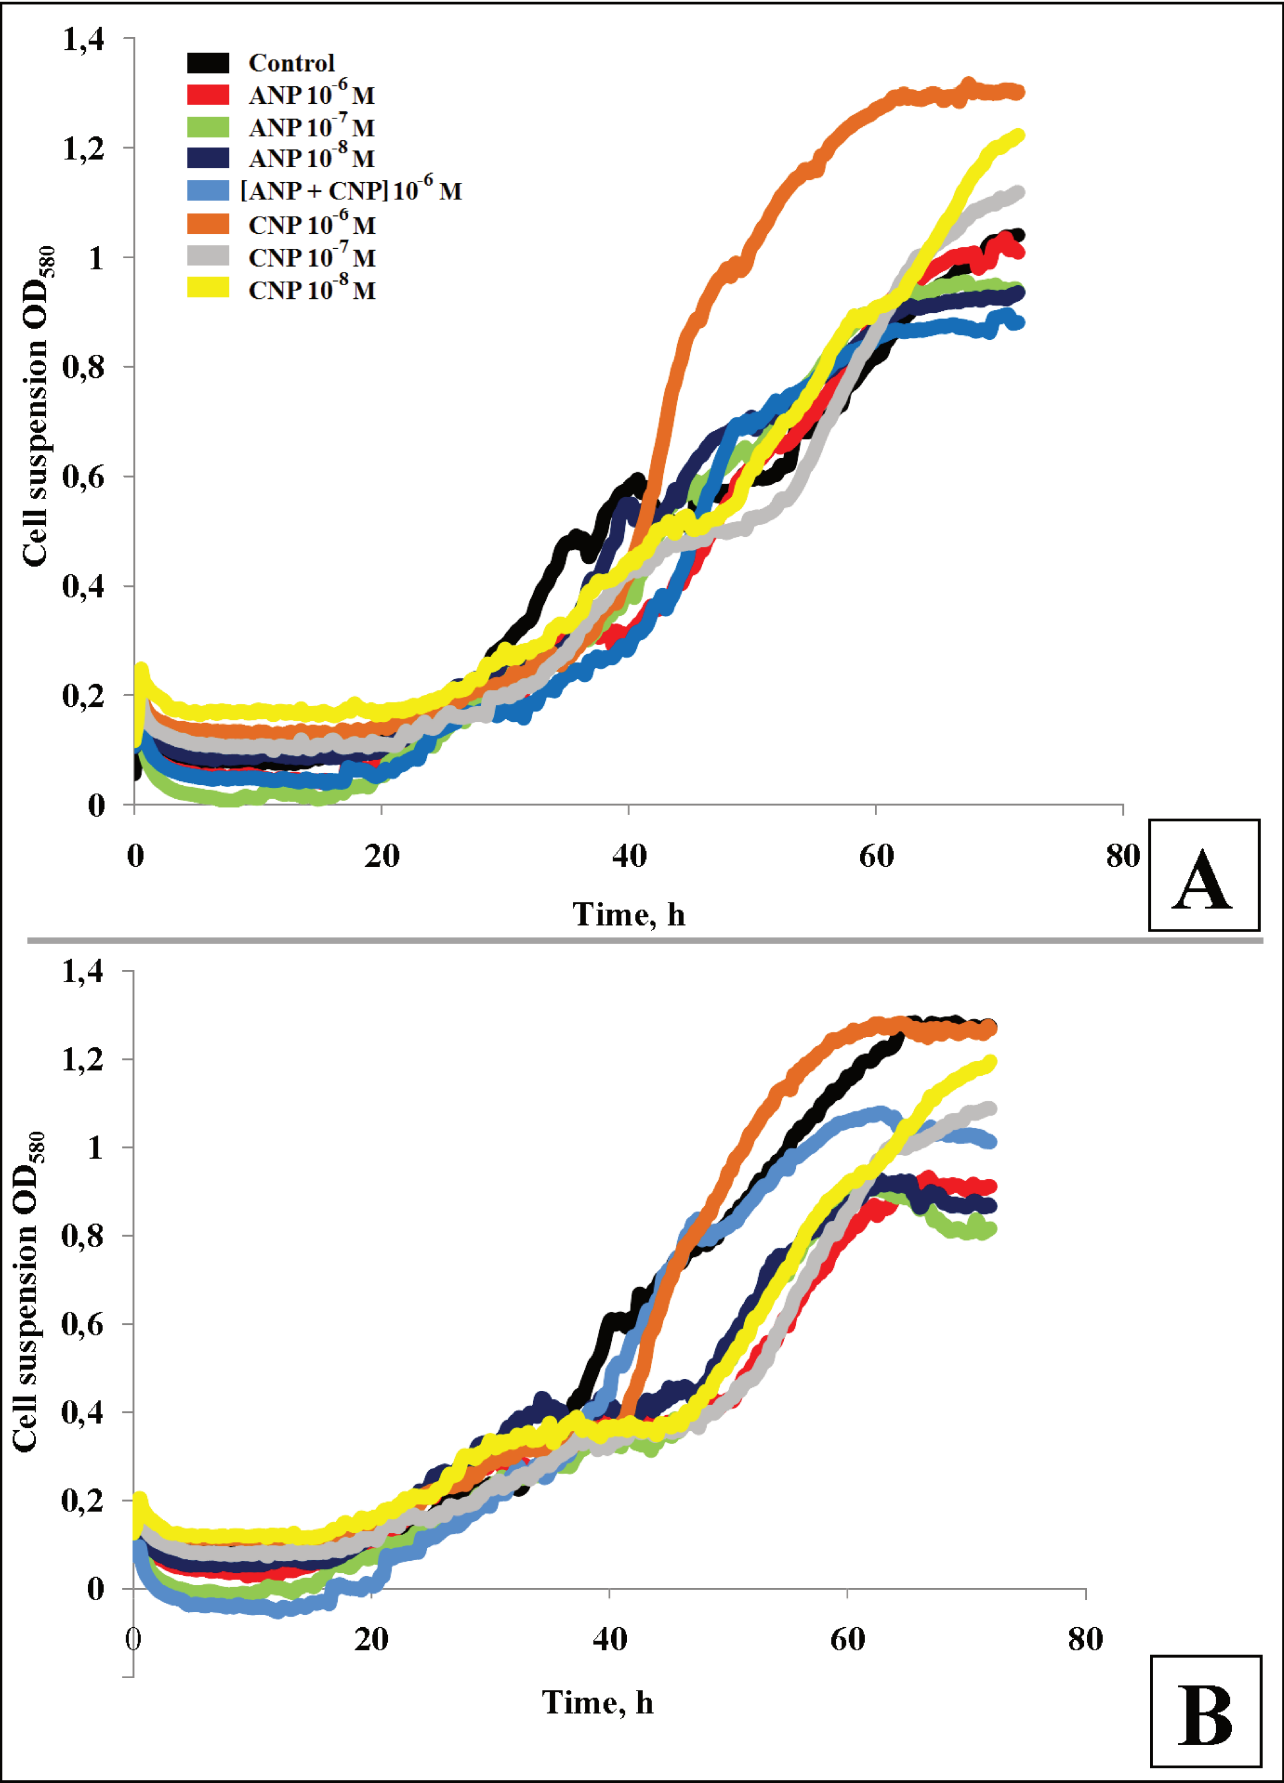 1,4
1,2
1
0,8
0,6
0,4
0,2
0
Cell suspension OD580
Control
ANP 10-6 M
ANP 10-7 M
ANP 10-8 M
[ANP + CNP] 10-6 M
CNP 10-6 M
CNP 10-7 M
CNP 10-8 M
0 20 40 60 80
Time, h
A
1,4
1,2
1
0,8
0,6
0,4
0,2
0
Cell suspension OD580
0 20 40 60 80
Time, h
B